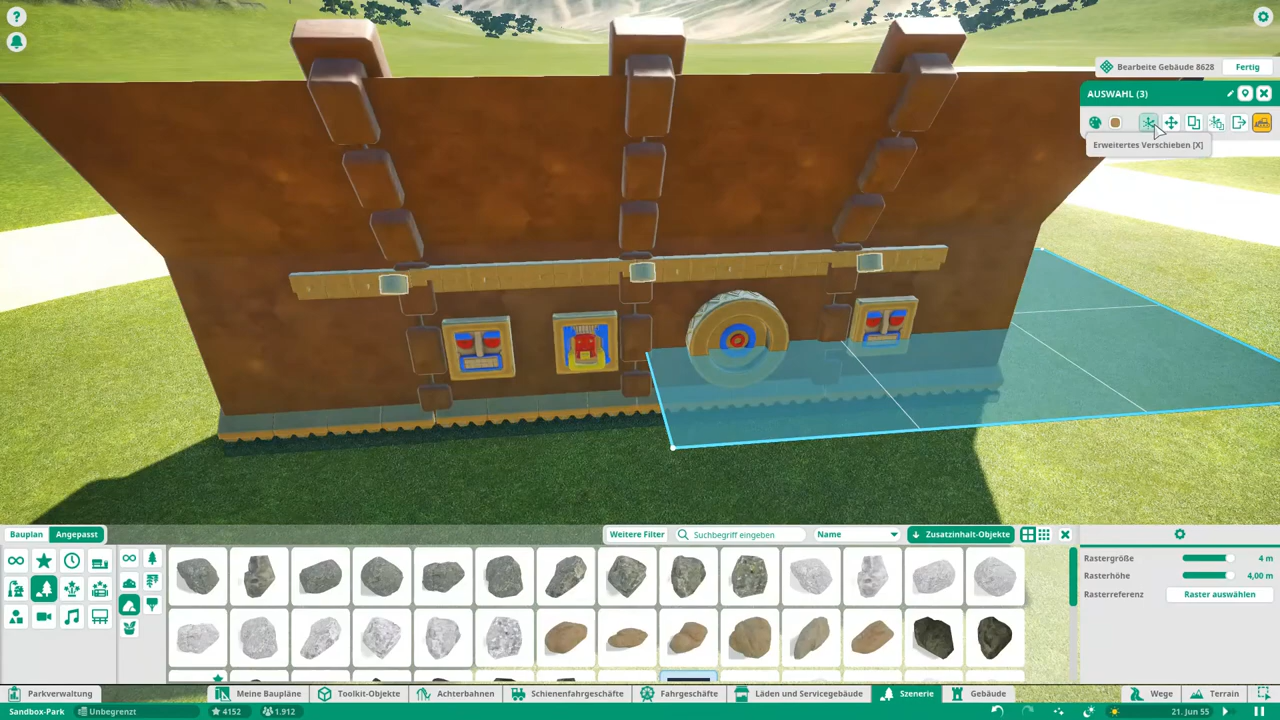 Bearbeite Gebäude 8628
Fertig
AUSWAHL (3)
Erweitertes Verschieben [X]
Bauplan
Angepasst
Weitere Filter
Suchbegriff eingeben
Name
Zusatzinhalt-Objekte
Rastergröße
4 m
Rasterhöhe
4,00 m
Rasterreferenz
Raster auswählen
Parkverwaltung
Meine Baupläne
Toolkit-Objekte
Achterbahnen
Schienenfahrgeschäfte
Fahrgeschäfte
Läden und Servicegebäude
Szenerie
Gebäude
Wege
Terrain
Sandbox-Park
Unbegrenzt
4152
1.912
21. Jun 55